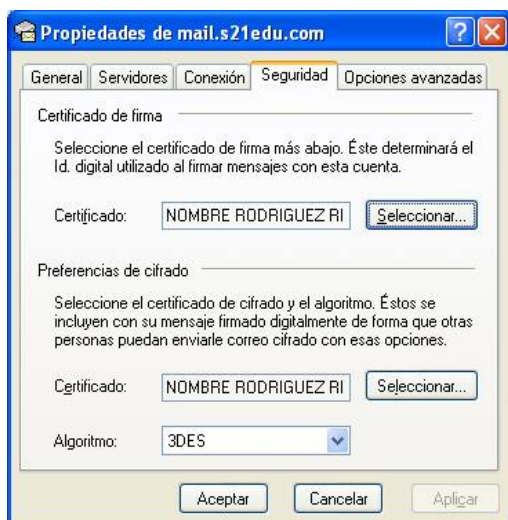 Propiedades de mail.s21edu.com
General Servidores Conexión Seguridad Opciones avanzadas
Certificado de firma
Seleccione el certificado de firma más abajo. Éste determinará el
Id. digital utilizado al firmar mensajes con esta cuenta.
Certificado: NOMBRE RODRIGUEZ RI Seleccionar...
Preferencias de cifrado
Seleccione el certificado de cifrado y el algoritmo. Éstos se
incluyen con su mensaje firmado digitalmente de forma que otras
personas puedan enviarle correo cifrado con esas opciones.
Certificado: NOMBRE RODRIGUEZ RI Seleccionar...
Algoritmo: 3DES
Aceptar Cancelar Aplicar